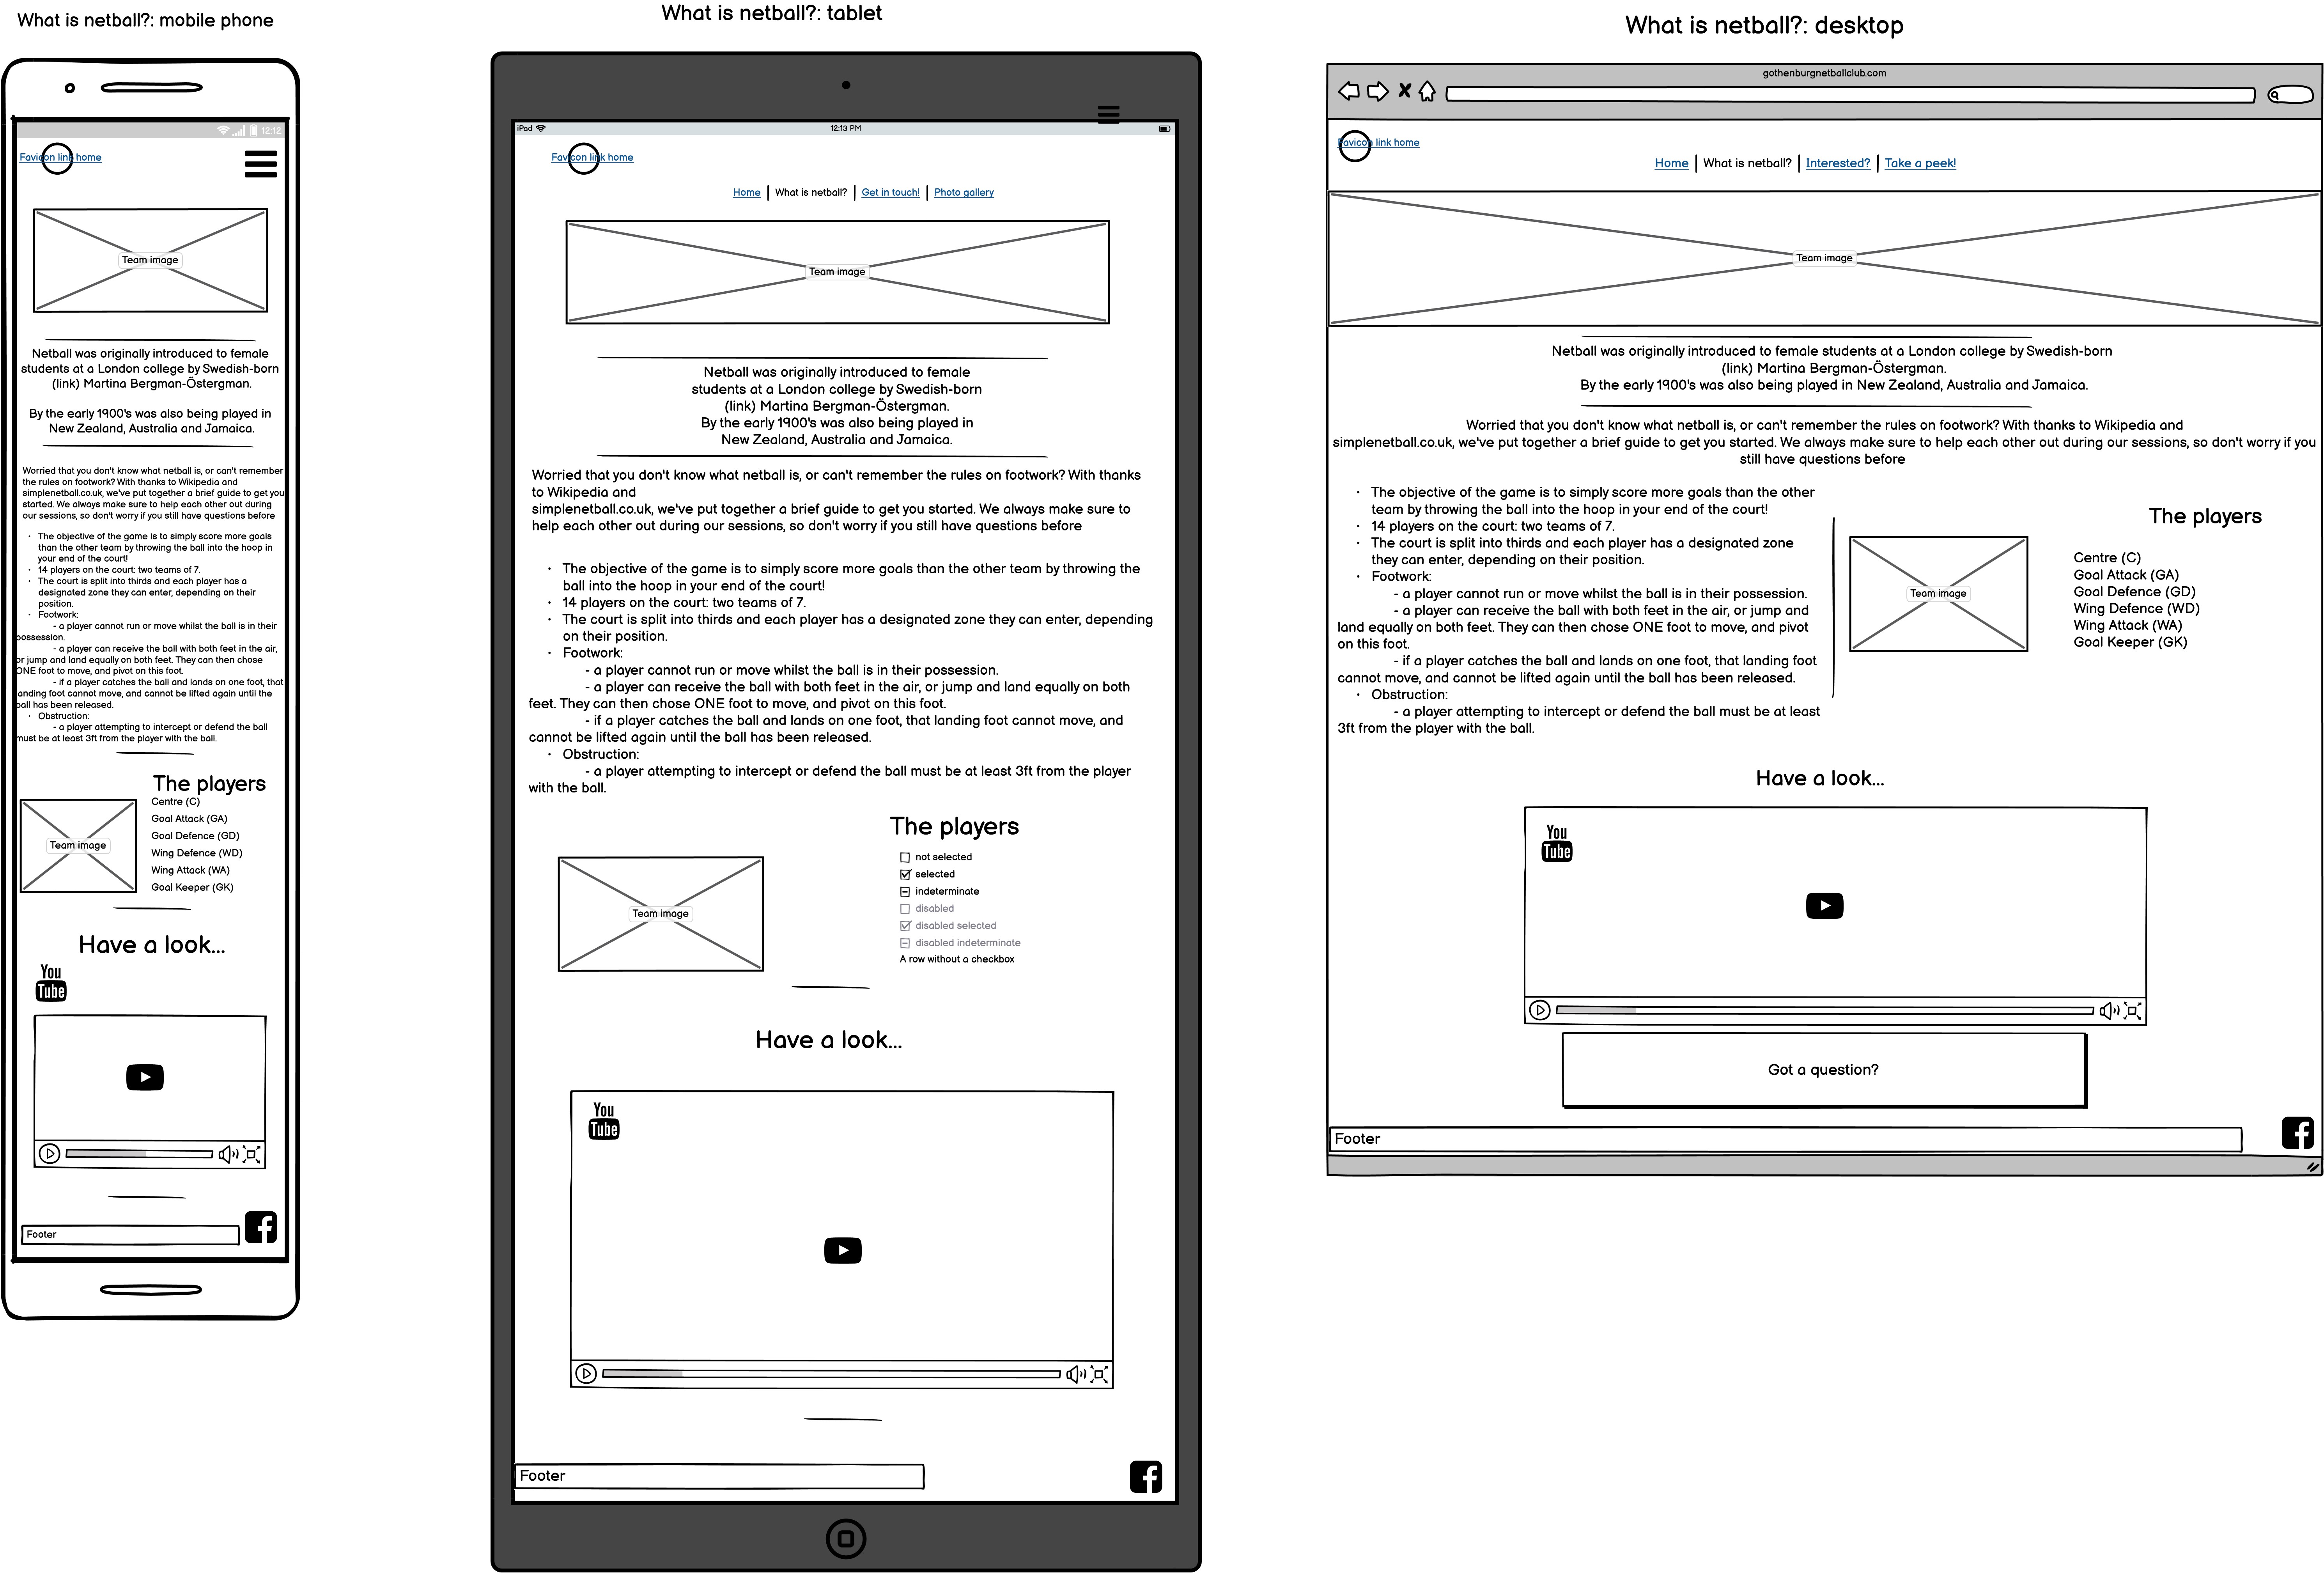 What is netball?: mobile phone
12:12
Favicon link home
Team image
Netball was originally introduced to female
students at a London college by Swedish-born
(link) Martina Bergman-Östergman.
By the early 1900's was also being played in
New Zealand, Australia and Jamaica.
Worried that you don't know what netball is, or can't remember
the rules on footwork? With thanks to Wikipedia and
simplenetball.co.uk, we've put together a brief guide to get you
started. We always make sure to help each other out during
our sessions, so don't worry if you still have questions before
• The objective of the game is to simply score more goals
than the other team by throwing the ball into the hoop in
your end of the court!
• 14 players on the court: two teams of 7.
• The court is split into thirds and each player has a
designated zone they can enter, depending on their
position.
• Footwork:
- a player cannot run or move whilst the ball is in their
possession.
- a player can receive the ball with both feet in the air,
or jump and land equally on both feet. They can then chose
ONE foot to move, and pivot on this foot.
- if a player catches the ball and lands on one foot, that
landing foot cannot move, and cannot be lifted again until the
ball has been released.
• Obstruction:
- a player attempting to intercept or defend the ball
must be at least 3ft from the player with the ball.
The players
Team image
Centre (C)
Goal Attack (GA)
Goal Defence (GD)
Wing Defence (WD)
Wing Attack (WA)
Goal Keeper (GK)
Have a look...
You
Tube
Footer
What is netball?: tablet
iPad 12:13 PM
Favicon link home
Home What is netball? Get in touch! Photo gallery
Team image
Netball was originally introduced to female
students at a London college by Swedish-born
(link) Martina Bergman-Östergman.
By the early 1900's was also being played in
New Zealand, Australia and Jamaica.
Worried that you don't know what netball is, or can't remember the rules on footwork? With thanks
to Wikipedia and
simplenetball.co.uk, we've put together a brief guide to get you started. We always make sure to
help each other out during our sessions, so don't worry if you still have questions before
• The objective of the game is to simply score more goals than the other team by throwing the
ball into the hoop in your end of the court!
• 14 players on the court: two teams of 7.
• The court is split into thirds and each player has a designated zone they can enter, depending
on their position.
• Footwork:
- a player cannot run or move whilst the ball is in their possession.
- a player can receive the ball with both feet in the air, or jump and land equally on both
feet. They can then chose ONE foot to move, and pivot on this foot.
- if a player catches the ball and lands on one foot, that landing foot cannot move, and
cannot be lifted again until the ball has been released.
• Obstruction:
- a player attempting to intercept or defend the ball must be at least 3ft from the player
with the ball.
The players
Team image
not selected
selected
indeterminate
disabled
disabled selected
disabled indeterminate
A row without a checkbox
Have a look...
You
Tube
Footer
What is netball?: desktop
gothenburgnetballclub.com
Favicon link home
Home What is netball? Interested? Take a peek!
Team image
Netball was originally introduced to female students at a London college by Swedish-born
(link) Martina Bergman-Östergman.
By the early 1900's was also being played in New Zealand, Australia and Jamaica.
Worried that you don't know what netball is, or can't remember the rules on footwork? With thanks to Wikipedia and
simplenetball.co.uk, we've put together a brief guide to get you started. We always make sure to help each other out during our sessions, so don't worry if you
still have questions before
• The objective of the game is to simply score more goals than the other
team by throwing the ball into the hoop in your end of the court!
• 14 players on the court: two teams of 7.
• The court is split into thirds and each player has a designated zone
they can enter, depending on their position.
• Footwork:
- a player cannot run or move whilst the ball is in their possession.
- a player can receive the ball with both feet in the air, or jump and
land equally on both feet. They can then chose ONE foot to move, and pivot
on this foot.
- if a player catches the ball and lands on one foot, that landing foot
cannot move, and cannot be lifted again until the ball has been released.
• Obstruction:
- a player attempting to intercept or defend the ball must be at least
3ft from the player with the ball.
Team image
The players
Centre (C)
Goal Attack (GA)
Goal Defence (GD)
Wing Defence (WD)
Wing Attack (WA)
Goal Keeper (GK)
Have a look...
You
Tube
Got a question?
Footer